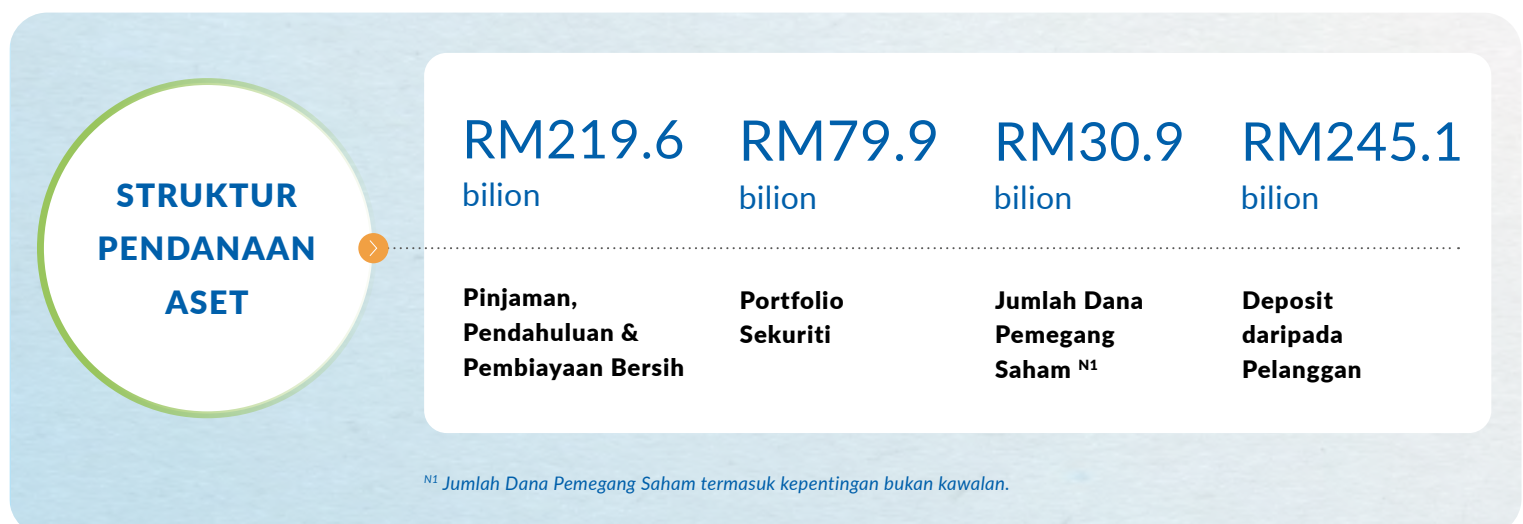 STRUKTUR
PENDANAAN
ASET
RM219.6
bilion
Pinjaman,
Pendahuluan &
Pembiayaan Bersih
RM79.9
bilion
Portfolio
Sekuriti
RM30.9
bilion
Jumlah Dana
Pemegang
Saham N1
RM245.1
bilion
Deposit
daripada
Pelanggan
N1 Jumlah Dana Pemegang Saham termasuk kepentingan bukan kawalan.